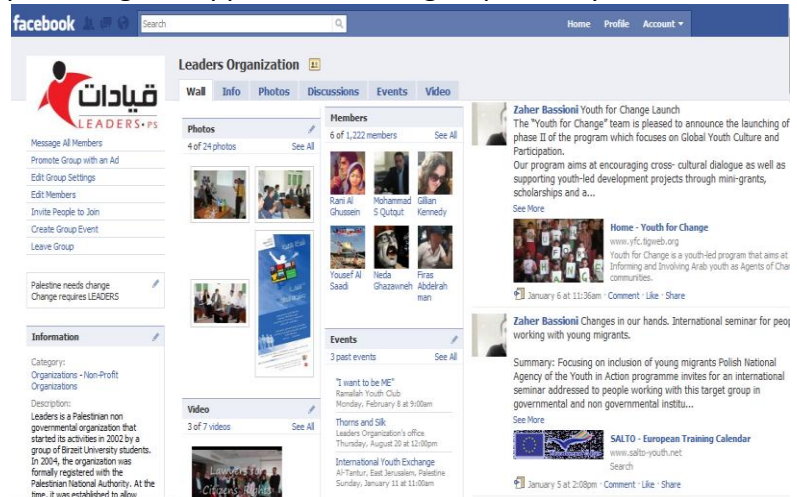 facebook
Search
Home Profile Account
Leaders Organization
Wall Info Photos Discussions Events Video
قيادات
LEADERS.PS
Message All Members
Promote Group with an Ad
Edit Group Settings
Edit Members
Invite People to Join
Create Group Event
Leave Group
Palestine needs change
Change requires LEADERS
Information
Category:
Organizations - Non-Profit
Organizations
Description:
Leaders is a Palestinian non
governmental organization that
started its activities in 2002 by a
group of Birzeit University students.
In 2004, the organization was
formally registered with the
Palestinian National Authority. At the
time, it was established to allow
Photos
4 of 24 photos See All
Video
3 of 7 videos See All
Lawyers for
Citizens Rights
Members
6 of 1,222 members See All
Rani Al
Ghussein
Mohammad
S Qutqut
Gillian
Kennedy
Yousef Al
Saadi
Neda
Ghazawneh
Firas
Abdelrah
man
Events
3 past events See All
"I want to be ME"
Ramallah Youth Club
Monday, February 8 at 9:00am
Thorns and Silk
Leaders Organization's office
Thursday, August 20 at 12:00pm
International Youth Exchange
Al-Tantur, East Jerusalem, Palestine
Sunday, January 11 at 11:00am
Zaher Bassioni Youth for Change Launch
The "Youth for Change" team is pleased to announce the launching of
phase II of the program which focuses on Global Youth Culture and
Participation.
Our program aims at encouraging cross- cultural dialogue as well as
supporting youth-led development projects through mini-grants,
scholarships and a...
See More
Home - Youth for Change
www.yfc.tigweb.org
Youth for Change is a youth-led program that aims at
Informing and Involving Arab youth as Agents of Chan
communities.
January 6 at 11:36am · Comment · Like · Share
Zaher Bassioni Changes in our hands. International seminar for peop
working with young migrants.
Summary: Focusing on inclusion of young migrants Polish National
Agency of the Youth in Action programme invites for an international
seminar addressed to people working with this target group in
governmental and non governmental institu...
See More
SALTO - European Training Calendar
www.salto-youth.net
Search
January 5 at 2:08pm · Comment · Like · Share